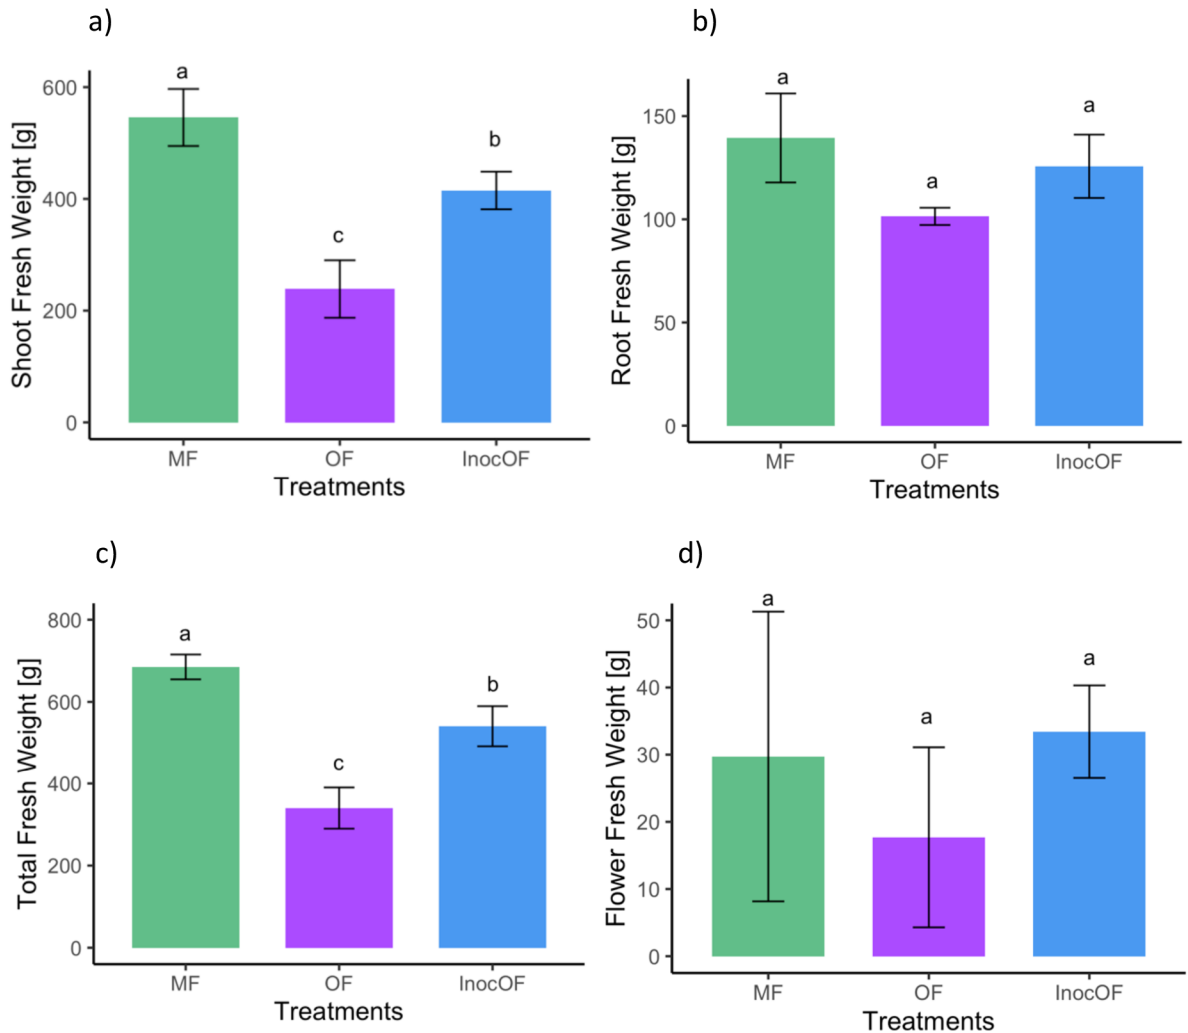 a)
Shoot Fresh Weight [g]
600
400
200
0
a
c
b
MF OF InocOF
Treatments
b)
Root Fresh Weight [g]
150
100
50
0
a
a
a
MF OF InocOF
Treatments
c)
Total Fresh Weight [g]
800
600
400
200
0
a
c
b
MF OF InocOF
Treatments
d)
Flower Fresh Weight [g]
50
40
30
20
10
0
a
a
a
MF OF InocOF
Treatments